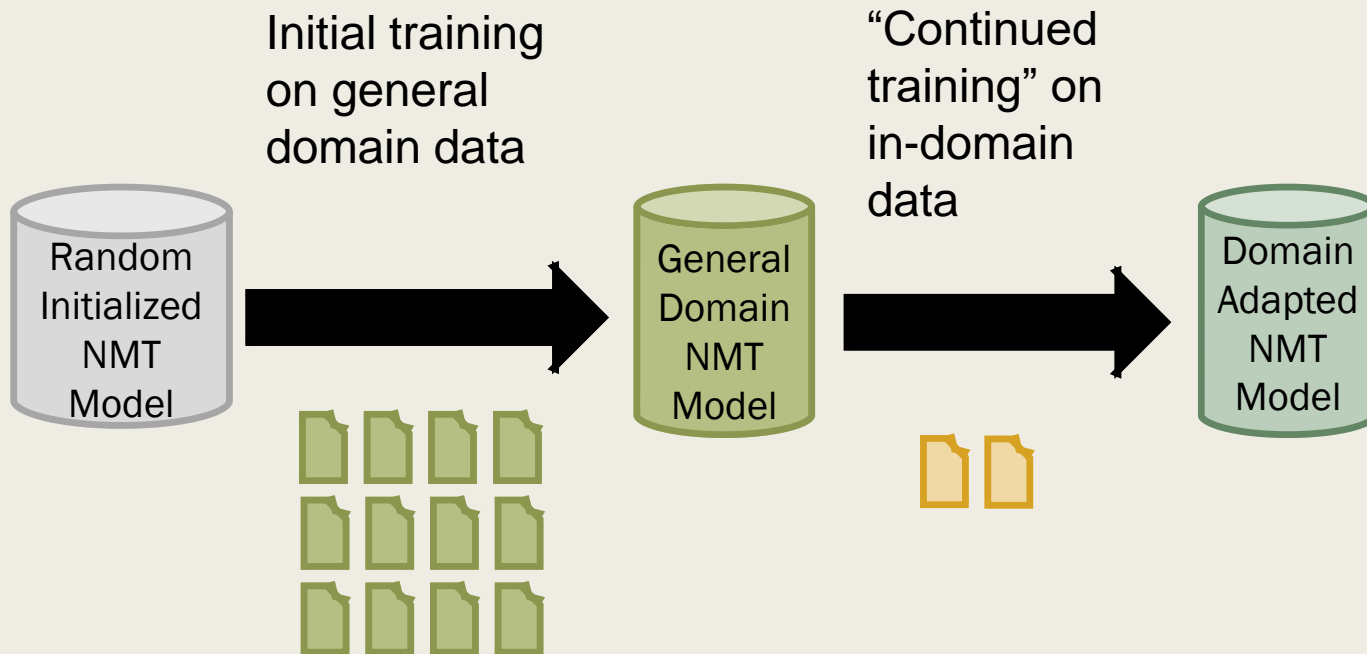 Initial training
on general
domain data
“Continued
training” on
in-domain
data
Random
Initialized
NMT
Model
General
Domain
NMT
Model
Domain
Adapted
NMT
Model